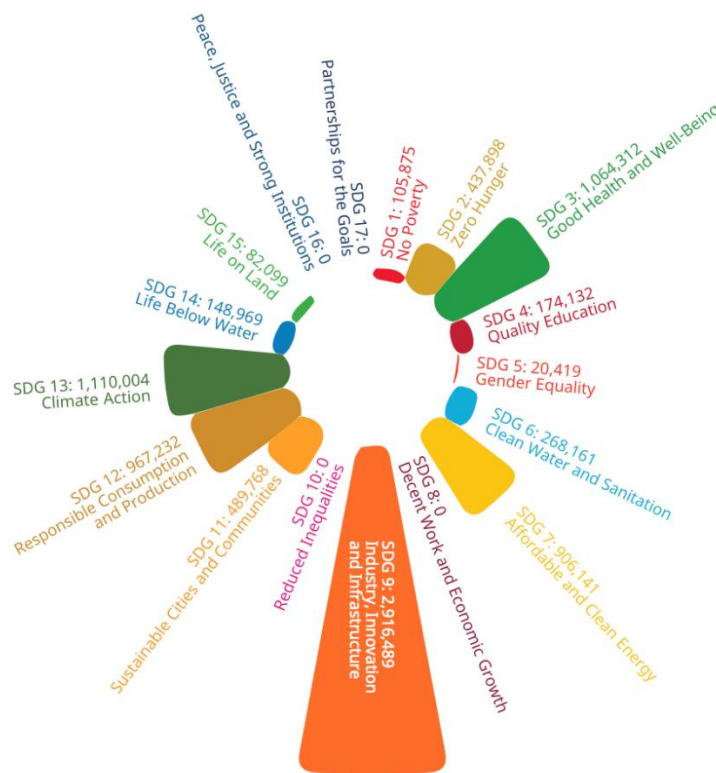 SDG 1: 105,875
No Poverty
SDG 2: 437,898
Zero Hunger
SDG 3: 1,064,312
Good Health and Well-Being
SDG 4: 174,132
Quality Education
SDG 5: 20,419
Gender Equality
SDG 6: 268,161
Clean Water and Sanitation
SDG 7: 906,141
Affordable and Clean Energy
SDG 8: 0
Decent Work and Economic Growth
SDG 9: 2,916,489
Industry, Innovation
and Infrastructure
SDG 10: 0
Reduced Inequalities
SDG 11: 489,768
Sustainable Cities and Communities
SDG 12: 967,232
Responsible Consumption
and Production
SDG 13: 1,110,004
Climate Action
SDG 14: 148,969
Life Below Water
SDG 15: 82,099
Life on Land
SDG 16: 0
Peace, Justice and Strong Institutions
SDG 17: 0
Partnerships for the Goals